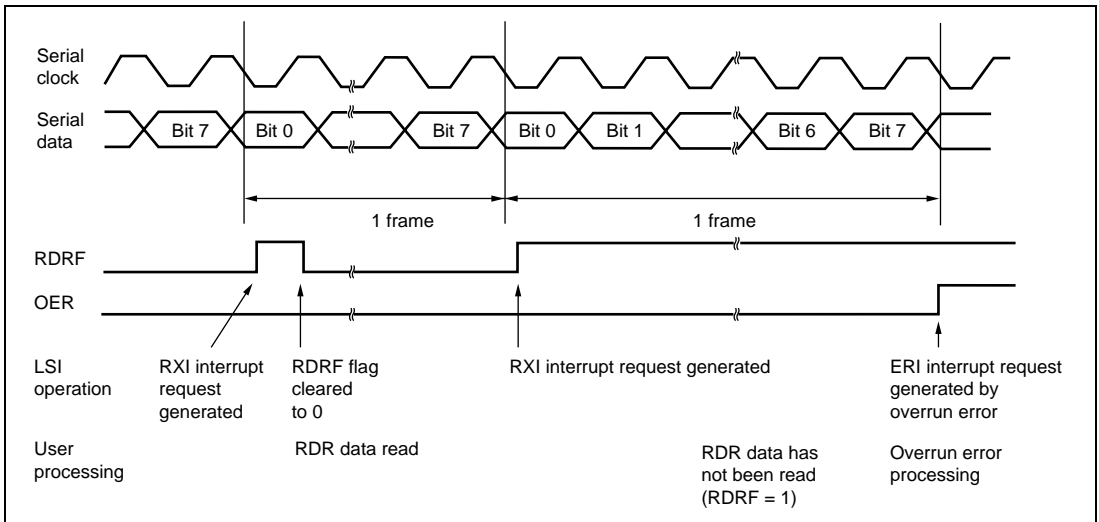 Serial
clock
Serial
data
Bit 7
Bit 0
Bit 7
Bit 0
Bit 1
Bit 6
Bit 7
1 frame
1 frame
RDRF
OER
LSI
operation
RXI interrupt
request
generated
RDRF flag
cleared
to 0
RXI interrupt request generated
ERI interrupt request
generated by
overrun error
User
processing
RDR data read
RDR data has
not been read
(RDRF = 1)
Overrun error
processing